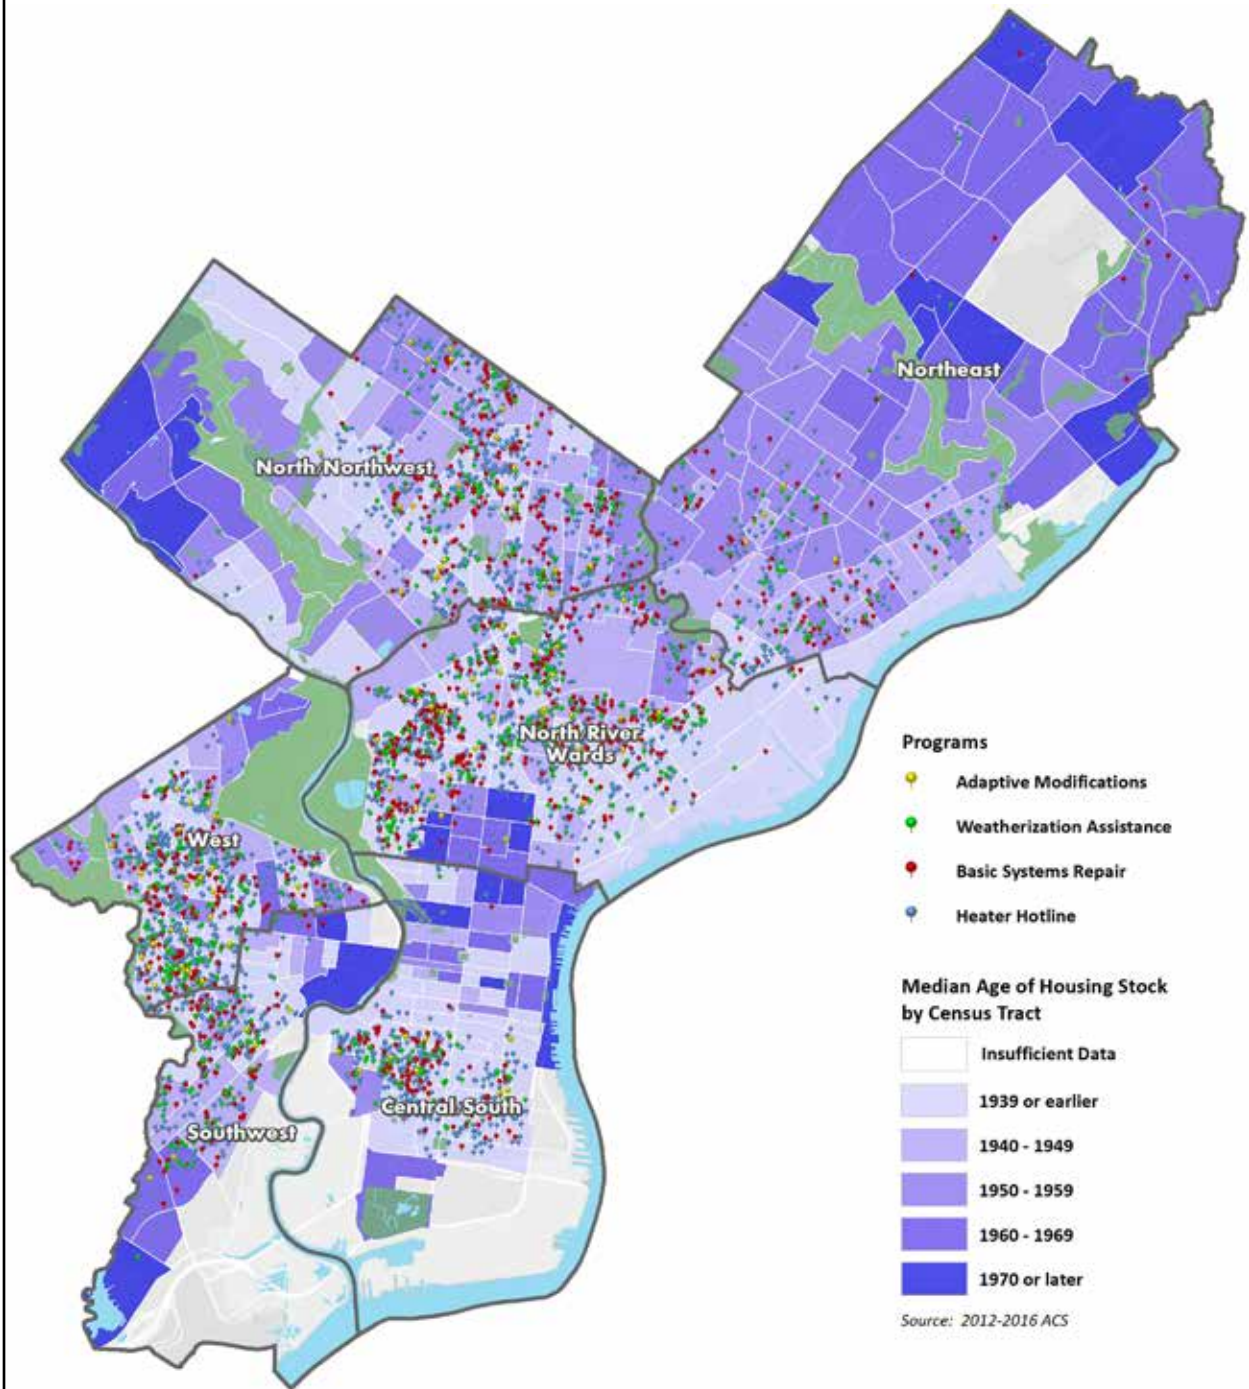 Northeast
North/Northwest
North/River
Wards
West
Central/South
Southwest
Programs
Adaptive Modifications
Weatherization Assistance
Basic Systems Repair
Heater Hotline
Median Age of Housing Stock
by Census Tract
Insufficient Data
1939 or earlier
1940 - 1949
1950 - 1959
1960 - 1969
1970 or later
Source: 2012-2016 ACS